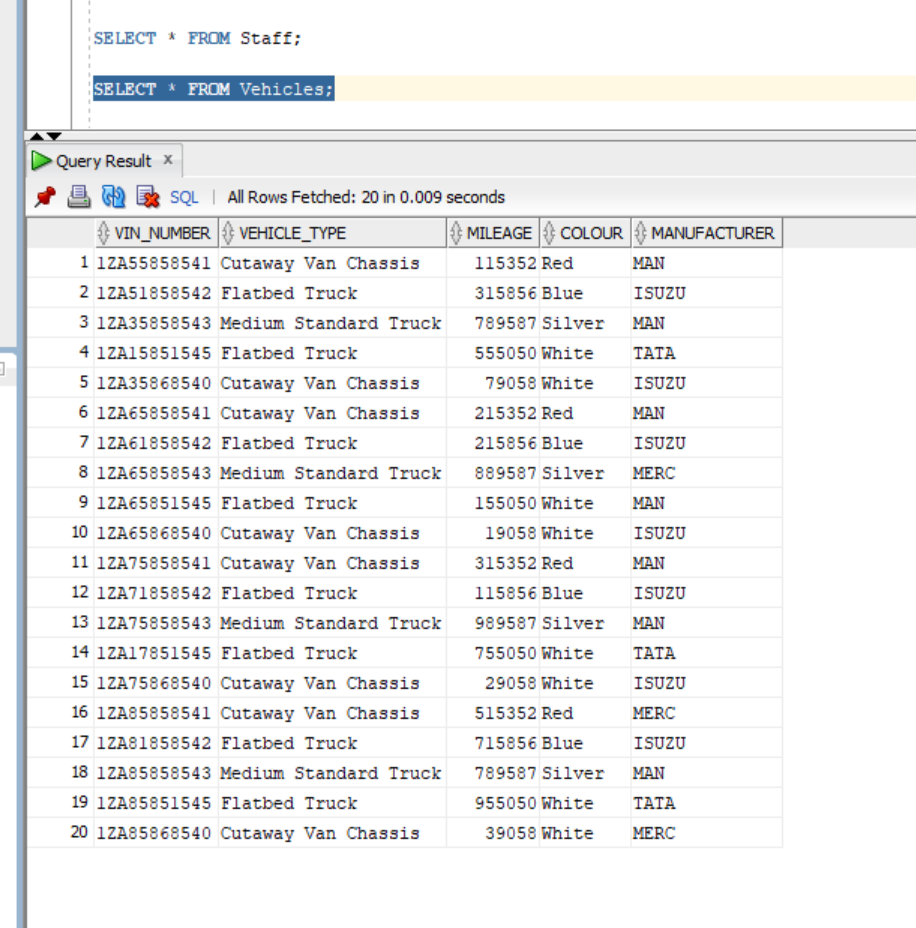 SELECT * FROM Staff;
SELECT * FROM Vehicles;
Query Result x
SQL | All Rows Fetched: 20 in 0.009 seconds
VIN_NUMBER VEHICLE_TYPE MILEAGE COLOUR MANUFACTURER
1 1ZA55858541 Cutaway Van Chassis 115352 Red MAN
2 1ZA51858542 Flatbed Truck 315856 Blue ISUZU
3 1ZA35858543 Medium Standard Truck 789587 Silver MAN
4 1ZA15851545 Flatbed Truck 555050 White TATA
5 1ZA35868540 Cutaway Van Chassis 79058 White ISUZU
6 1ZA65858541 Cutaway Van Chassis 215352 Red MAN
7 1ZA61858542 Flatbed Truck 215856 Blue ISUZU
8 1ZA65858543 Medium Standard Truck 889587 Silver MERC
9 1ZA65851545 Flatbed Truck 155050 White MAN
10 1ZA65868540 Cutaway Van Chassis 19058 White ISUZU
11 1ZA75858541 Cutaway Van Chassis 315352 Red MAN
12 1ZA71858542 Flatbed Truck 115856 Blue ISUZU
13 1ZA75858543 Medium Standard Truck 989587 Silver MAN
14 1ZA17851545 Flatbed Truck 755050 White TATA
15 1ZA75868540 Cutaway Van Chassis 29058 White ISUZU
16 1ZA85858541 Cutaway Van Chassis 515352 Red MERC
17 1ZA81858542 Flatbed Truck 715856 Blue ISUZU
18 1ZA85858543 Medium Standard Truck 789587 Silver MAN
19 1ZA85851545 Flatbed Truck 955050 White TATA
20 1ZA85868540 Cutaway Van Chassis 39058 White MERC